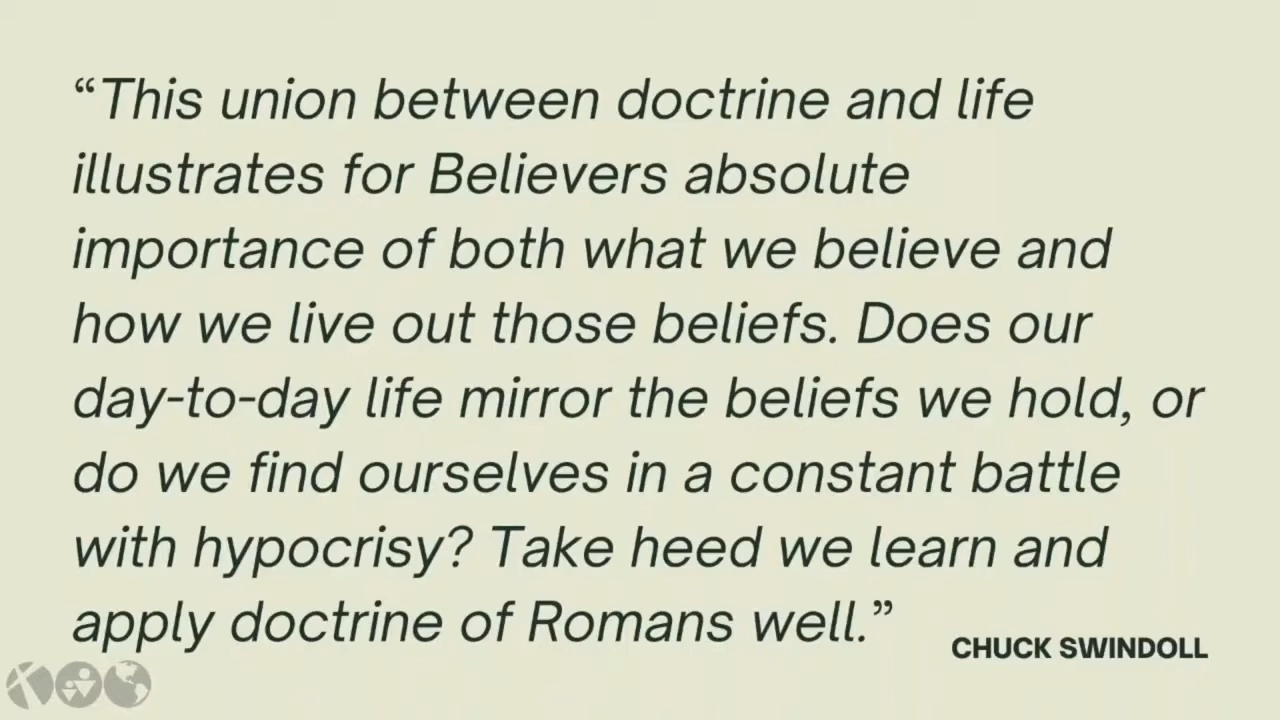 “This union between doctrine and life
illustrates for Believers absolute
importance of both what we believe and
how we live out those beliefs. Does our
day-to-day life mirror the beliefs we hold, or
do we find ourselves in a constant battle
with hypocrisy? Take heed we learn and
apply doctrine of Romans well.”
CHUCK SWINDOLL